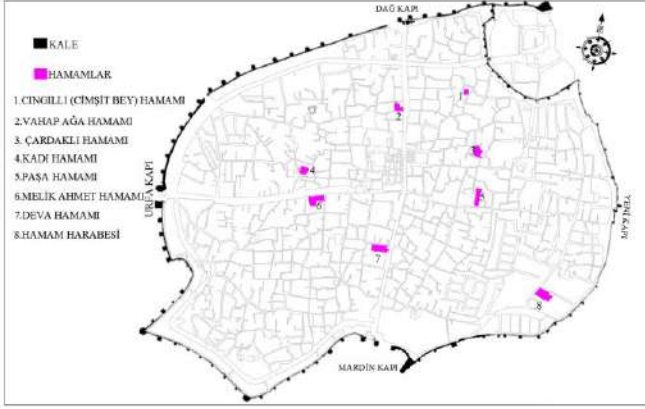 DAĞ KAPI
KALE
HAMAMLAR
1.CINGILLI (CİMŞİT BEY) HAMAMI
2.VAHAP AĞA HAMAMI
3. ÇARDAKLI HAMAMI
4.KADI HAMAMI
5.PAŞA HAMAMI
6.MELİK AHMET HAMAMI
7.DEVA HAMAMI
8.HAMAM HARABESİ
1
2
3
4
5
6
7
8
URFA KAPI
YENİ KAPI
MARDİN KAPI